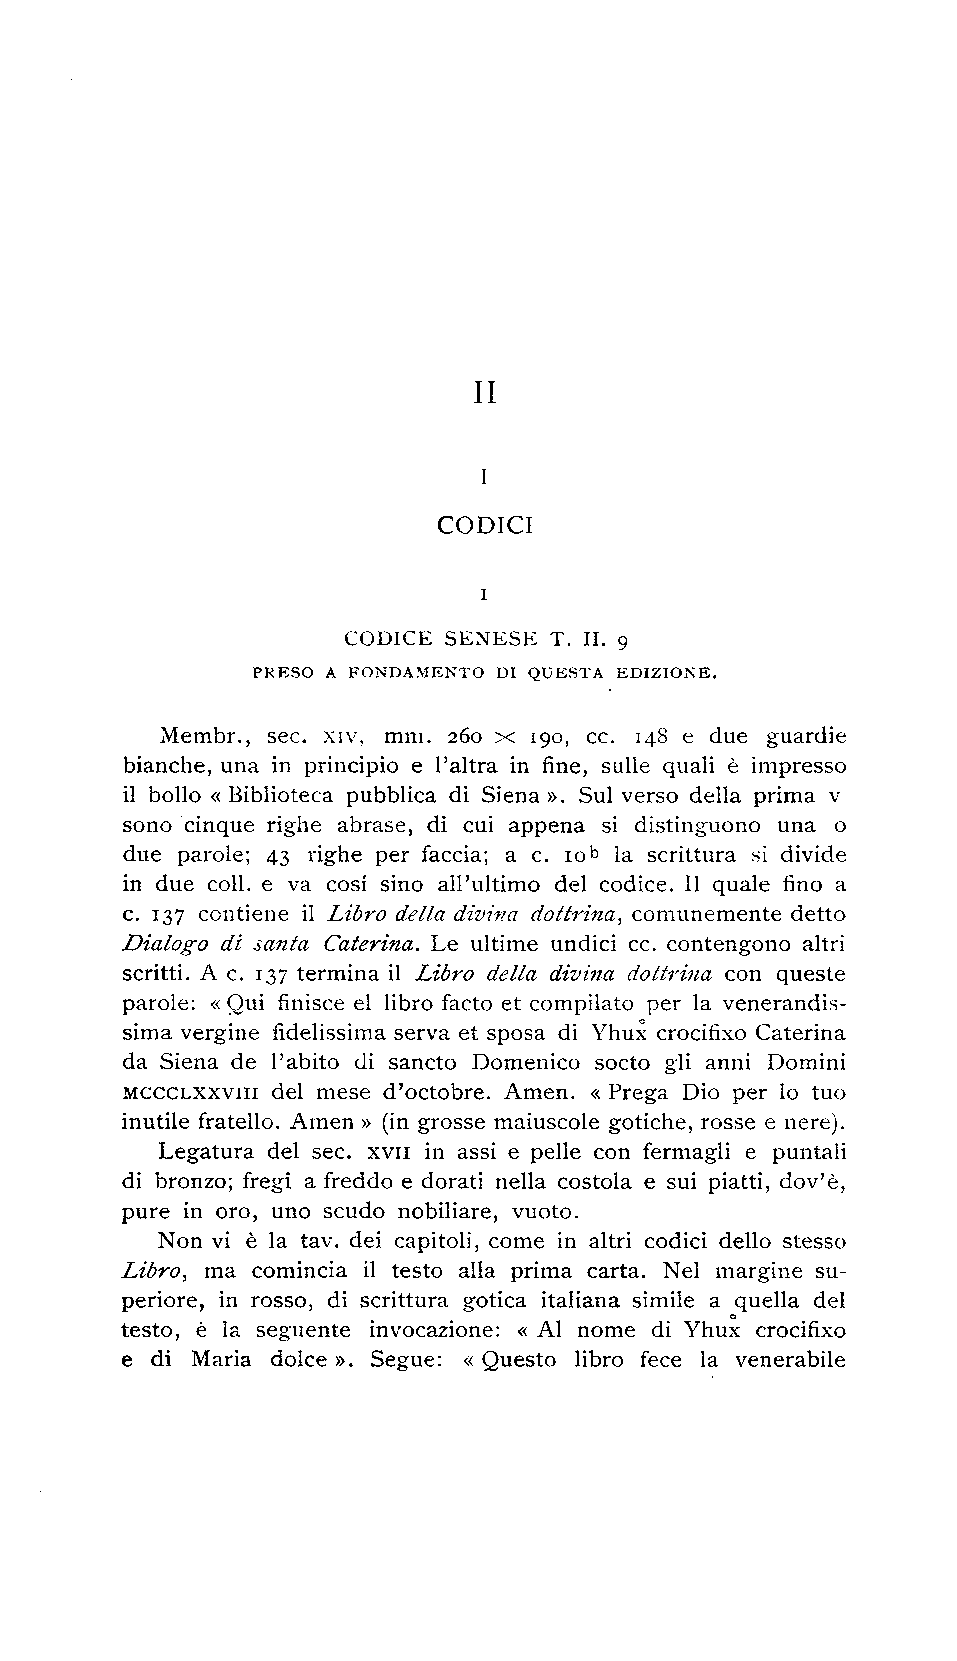 II
I
CODICI
I
CODICE SENESE T. II. 9
PRESO A FONDAMENTO DI QUESTA EDIZIONE.
Membr., sec. XIV, mm. 260 × 190, cc. 148 e due guardie
bianche, una in principio e l'altra in fine, sulle quali è impresso
il bollo « Biblioteca pubblica di Siena ». Sul verso della prima v
sono cinque righe abrase, di cui appena si distinguono una o
due parole; 43 righe per faccia; a c. 10ᵇ la scrittura si divide
in due coll. e va cosí sino all'ultimo del codice. Il quale fino a
c. 137 contiene il Libro della divina dottrina, comunemente detto
Dialogo di santa Caterina. Le ultime undici cc. contengono altri
scritti. A c. 137 termina il Libro della divina dottrina con queste
parole: « Qui finisce el libro facto et compilato per la venerandis-
sima vergine fidelissima serva et sposa di Yhux̊ crocifixo Caterina
da Siena de l'abito di sancto Domenico socto gli anni Domini
MCCCLXXVIII del mese d'octobre. Amen. « Prega Dio per lo tuo
inutile fratello. Amen » (in grosse maiuscole gotiche, rosse e nere).
Legatura del sec. XVII in assi e pelle con fermagli e puntali
di bronzo; fregi a freddo e dorati nella costola e sui piatti, dov'è,
pure in oro, uno scudo nobiliare, vuoto.
Non vi è la tav. dei capitoli, come in altri codici dello stesso
Libro, ma comincia il testo alla prima carta. Nel margine su-
periore, in rosso, di scrittura gotica italiana simile a quella del
testo, è la seguente invocazione: « Al nome di Yhux̊ crocifixo
e di Maria dolce ». Segue: « Questo libro fece la venerabile